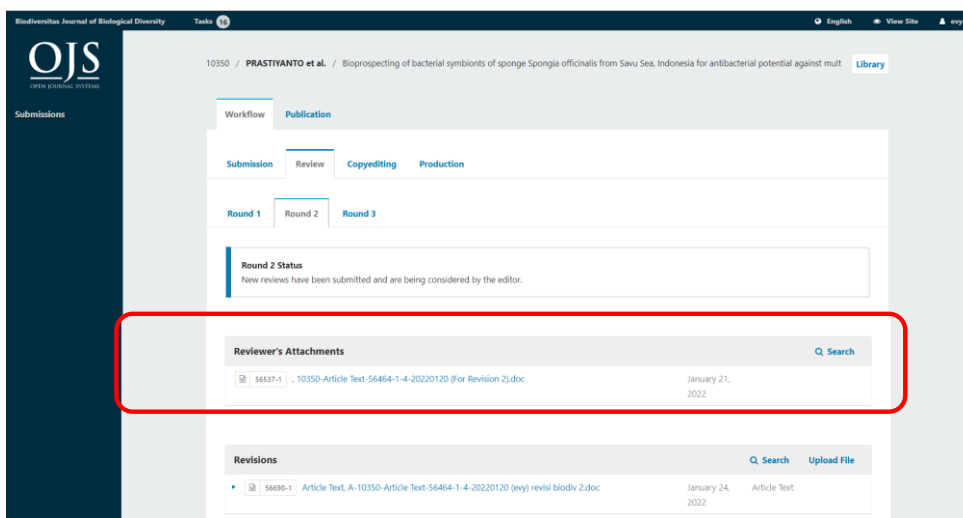 Biodiversitas Journal of Biological Diversity Tasks 16 English View Site evy
OJS
OPEN JOURNAL SYSTEMS
Submissions
10350 / PRASTIYANTO et al. / Bioprospecting of bacterial symbionts of sponge Spongia officinalis from Savu Sea, Indonesia for antibacterial potential against mult Library
Workflow Publication
Submission Review Copyediting Production
Round 1 Round 2 Round 3
Round 2 Status
New reviews have been submitted and are being considered by the editor.
Reviewer's Attachments Search
56537-1 , 10350-Article Text-56464-1-4-20220120 (For Revision 2).doc January 21,
2022
Revisions Search Upload File
56690-1 Article Text, A-10350-Article Text-56464-1-4-20220120 (evy) revisi biodiv 2.doc January 24, Article Text
2022